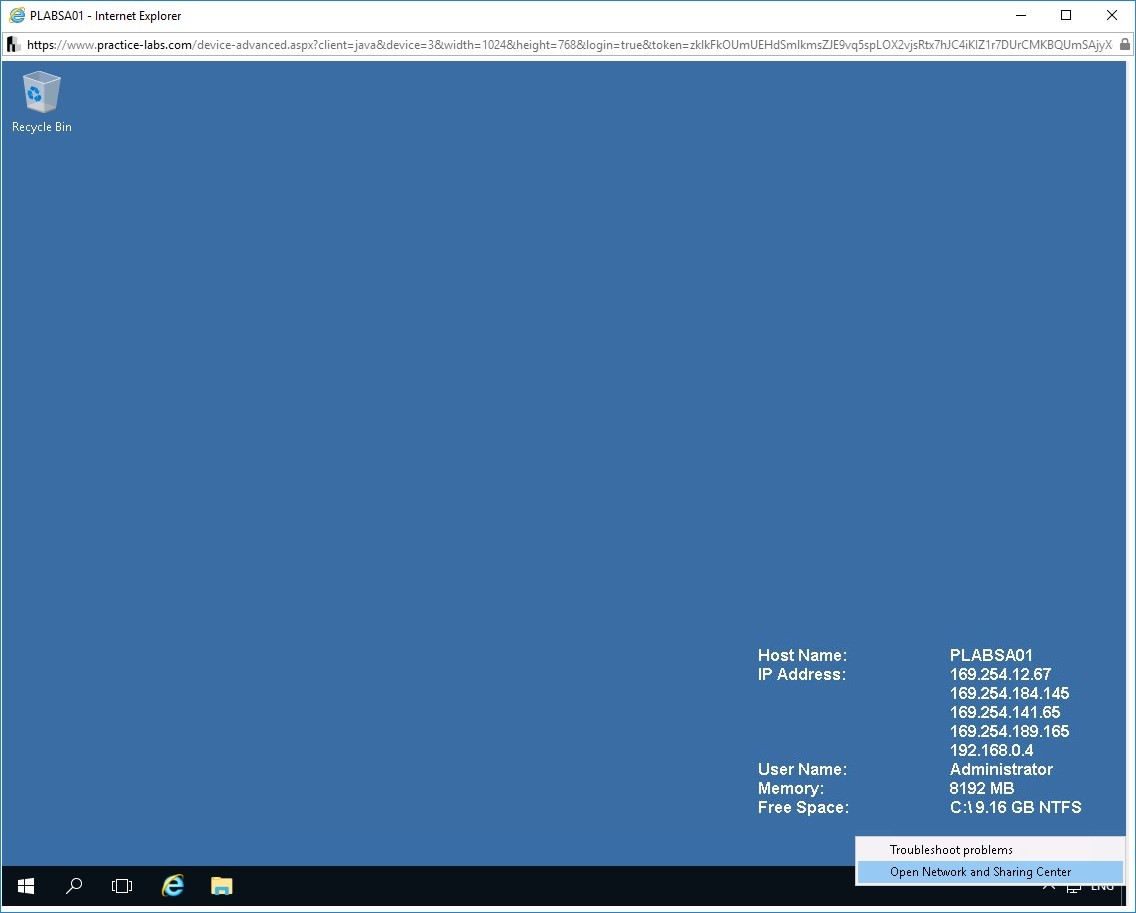 PLABSA01 - Internet Explorer
https://www.practice-labs.com/device-advanced.aspx?client=java&device=3&width=1024&height=768&login=true&token=zklkFkOUmUEHdSmIkmsZJE9vq5spLOX2vjsRtx7hJC4iKlZ1r7DUrCMKBQUmSAjyX
Recycle Bin
Host Name: PLABSA01
IP Address: 169.254.12.67
169.254.184.145
169.254.141.65
169.254.189.165
192.168.0.4
User Name: Administrator
Memory: 8192 MB
Free Space: C:\ 9.16 GB NTFS
Troubleshoot problems
Open Network and Sharing Center
ENG